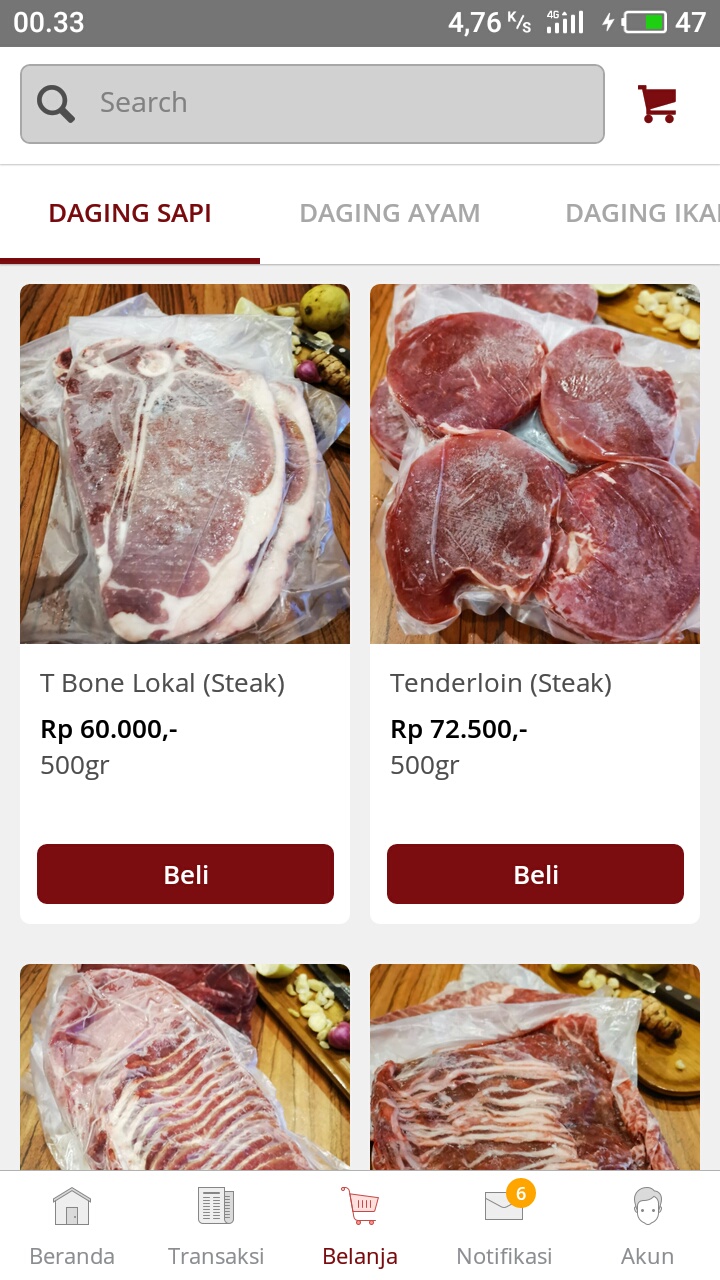 00.33 4,76 K/s 4G 47
Search
DAGING SAPI DAGING AYAM DAGING IKA
T Bone Lokal (Steak)
Rp 60.000,-
500gr
Beli
Tenderloin (Steak)
Rp 72.500,-
500gr
Beli
6
Beranda Transaksi Belanja Notifikasi Akun